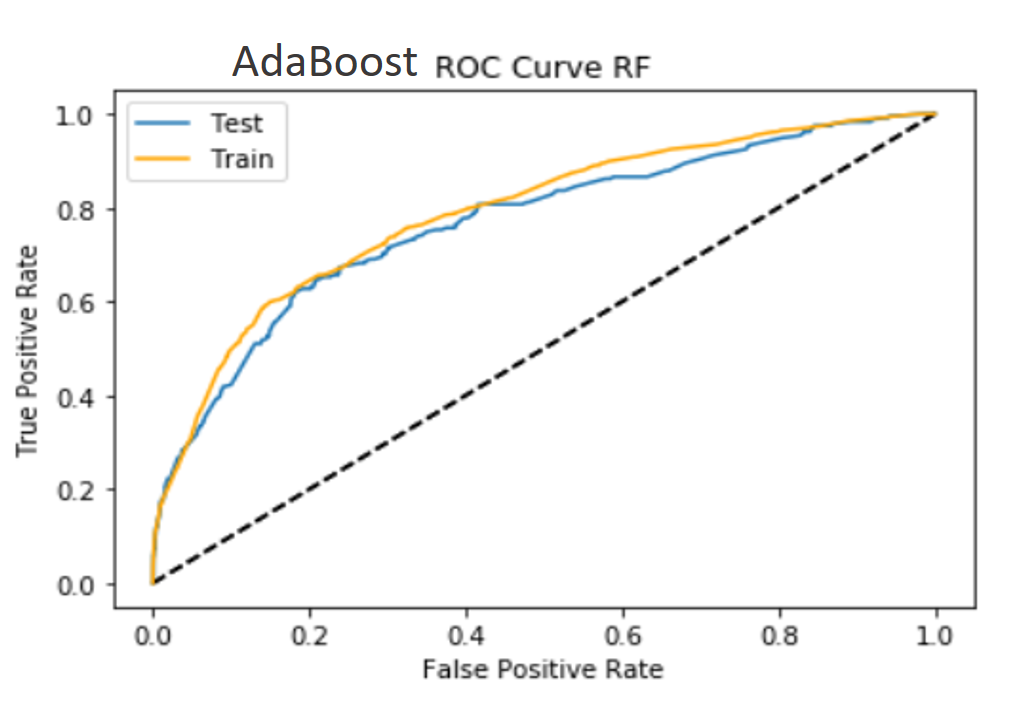 AdaBoost ROC Curve RF
Test
Train
True Positive Rate
1.0
0.8
0.6
0.4
0.2
0.0
0.0 0.2 0.4 0.6 0.8 1.0
False Positive Rate